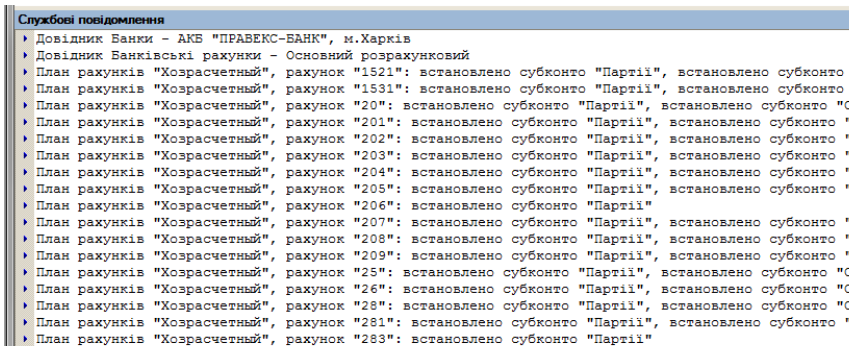 Службові повідомлення
Довідник Банки - АКБ "ПРАВЕКС-БАНК", м.Харків
Довідник Банківські рахунки - Основний розрахунковий
План рахунків "Хозрасчетный", рахунок "1521": встановлено субконто "Партії", встановлено субконто
План рахунків "Хозрасчетный", рахунок "1531": встановлено субконто "Партії", встановлено субконто
План рахунків "Хозрасчетный", рахунок "20": встановлено субконто "Партії", встановлено субконто "С
План рахунків "Хозрасчетный", рахунок "201": встановлено субконто "Партії", встановлено субконто "
План рахунків "Хозрасчетный", рахунок "202": встановлено субконто "Партії", встановлено субконто "
План рахунків "Хозрасчетный", рахунок "203": встановлено субконто "Партії", встановлено субконто "
План рахунків "Хозрасчетный", рахунок "204": встановлено субконто "Партії", встановлено субконто "
План рахунків "Хозрасчетный", рахунок "205": встановлено субконто "Партії", встановлено субконто "
План рахунків "Хозрасчетный", рахунок "206": встановлено субконто "Партії"
План рахунків "Хозрасчетный", рахунок "207": встановлено субконто "Партії", встановлено субконто "
План рахунків "Хозрасчетный", рахунок "208": встановлено субконто "Партії", встановлено субконто "
План рахунків "Хозрасчетный", рахунок "209": встановлено субконто "Партії", встановлено субконто "
План рахунків "Хозрасчетный", рахунок "25": встановлено субконто "Партії", встановлено субконто "С
План рахунків "Хозрасчетный", рахунок "26": встановлено субконто "Партії", встановлено субконто "С
План рахунків "Хозрасчетный", рахунок "28": встановлено субконто "Партії", встановлено субконто "С
План рахунків "Хозрасчетный", рахунок "281": встановлено субконто "Партії", встановлено субконто "
План рахунків "Хозрасчетный", рахунок "283": встановлено субконто "Партії"